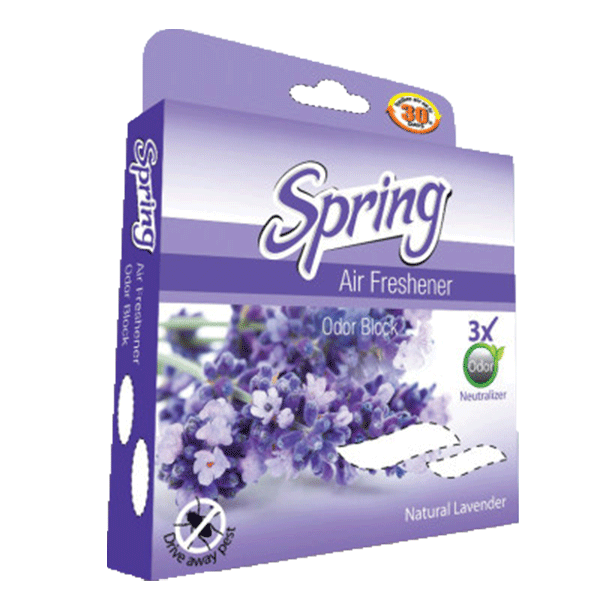 30
Spring
Air Freshener
Odor Block
3X
Odor
Neutralizer
Natural Lavender
Drive away pest
Spring
Air Freshener
Odor Block